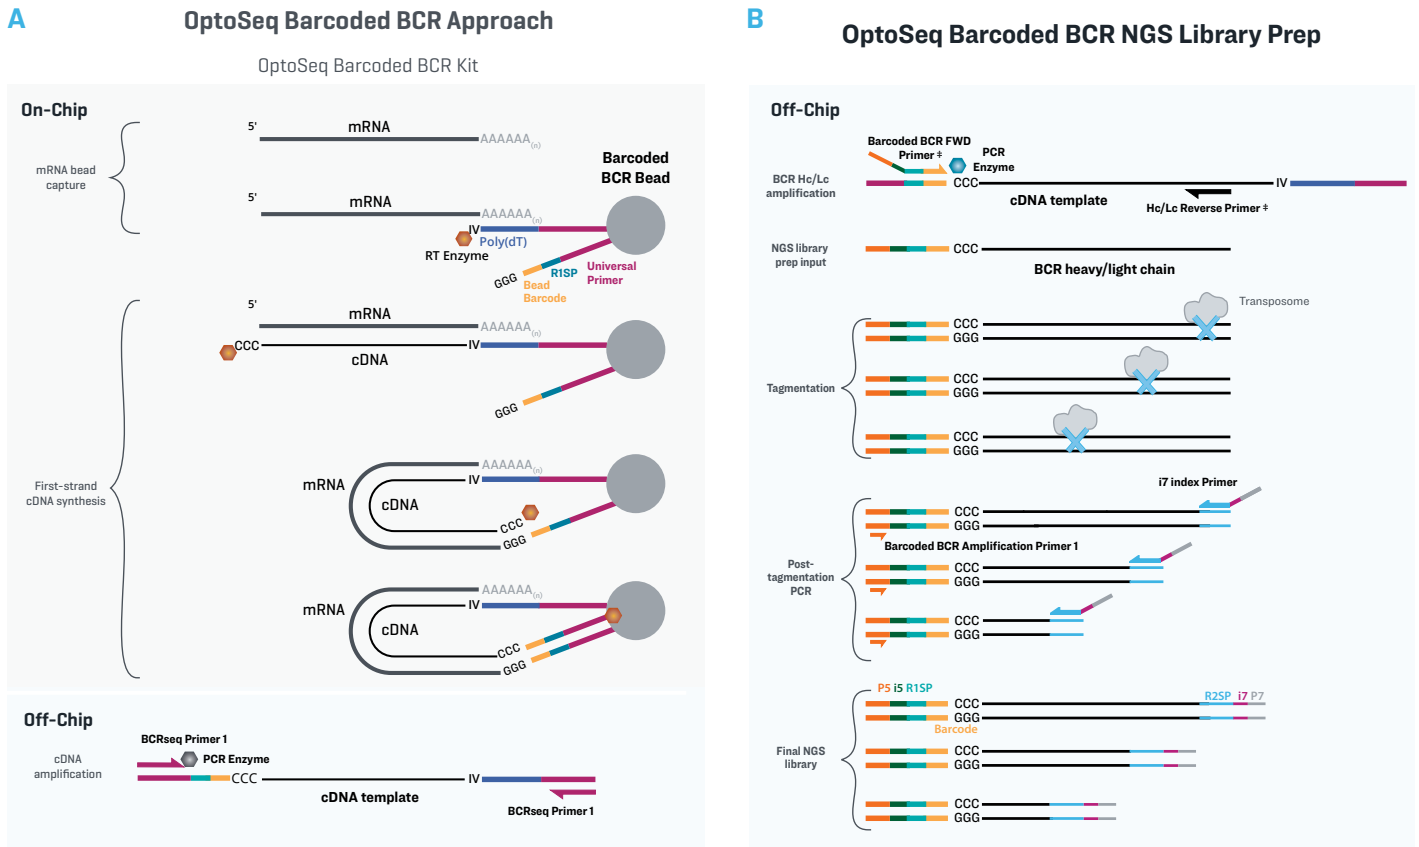 A
OptoSeq Barcoded BCR Approach
OptoSeq Barcoded BCR Kit
On-Chip
mRNA bead
capture
5'
mRNA
AAAAAA(n)
Barcoded
BCR Bead
5'
mRNA
AAAAAA(n)
IV
Poly(dT)
RT Enzyme
GGG
Bead
Barcode
R1SP
Universal
Primer
First-strand
cDNA synthesis
5'
mRNA
AAAAAA(n)
CCC
IV
cDNA
GGG
mRNA
AAAAAA(n)
IV
cDNA
CCC
GGG
mRNA
AAAAAA(n)
IV
cDNA
CCC
GGG
Off-Chip
cDNA
amplification
BCRseq Primer 1
PCR Enzyme
CCC
IV
cDNA template
BCRseq Primer 1
B
OptoSeq Barcoded BCR NGS Library Prep
Off-Chip
BCR Hc/Lc
amplification
Barcoded BCR FWD
Primer ‡
PCR
Enzyme
CCC
IV
cDNA template
Hc/Lc Reverse Primer ‡
NGS library
prep input
CCC
BCR heavy/light chain
Tagmentation
Transposome
CCC
GGG
CCC
GGG
CCC
GGG
Post-
tagmentation
PCR
i7 index Primer
CCC
GGG
Barcoded BCR Amplification Primer 1
CCC
GGG
CCC
GGG
Final NGS
library
P5 i5 R1SP
R2SP i7 P7
CCC
GGG
Barcode
CCC
GGG
CCC
GGG